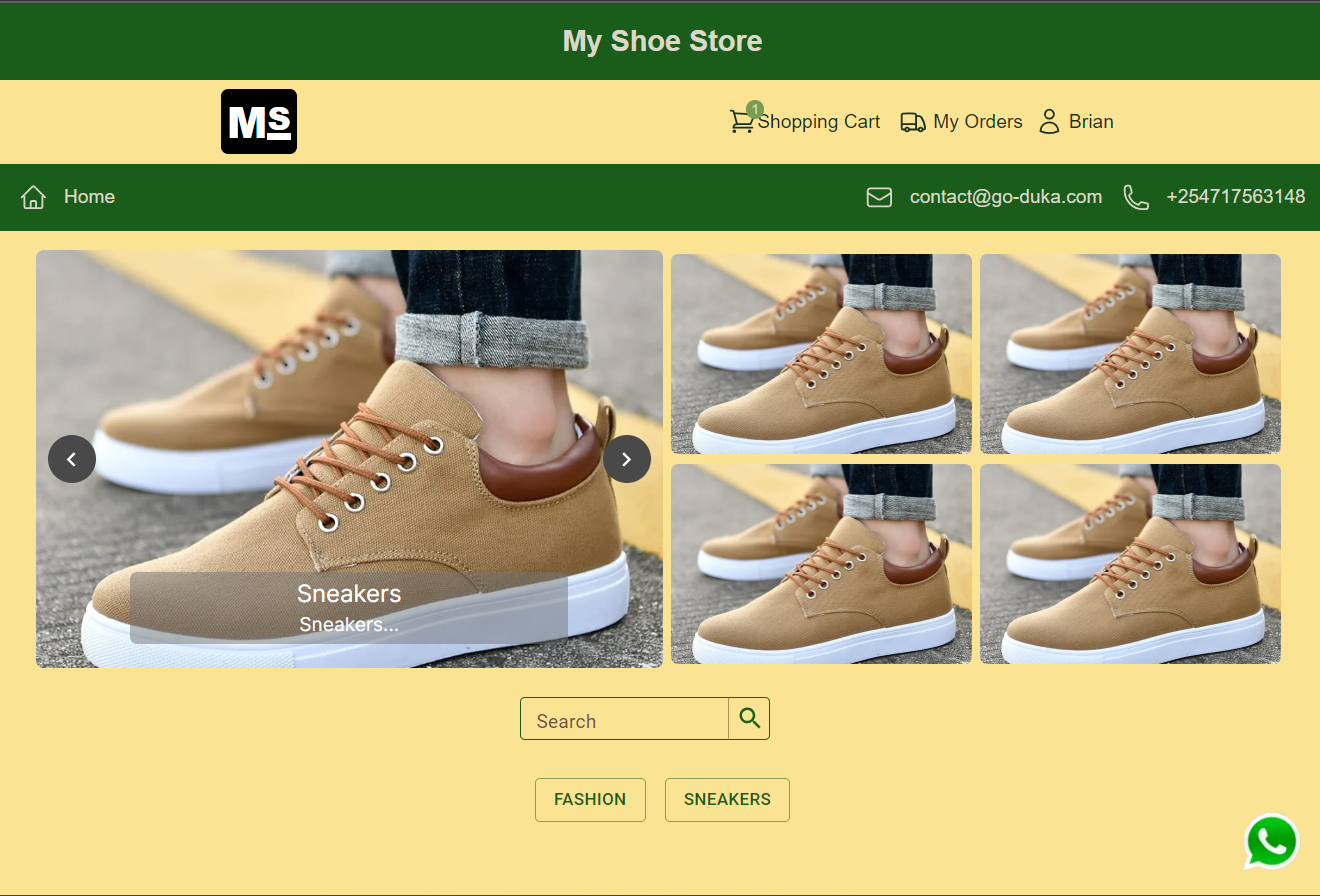 My Shoe Store
MS
1
Shopping Cart
My Orders
Brian
Home
contact@go-duka.com
+254717563148
Sneakers
Sneakers...
Search
FASHION
SNEAKERS